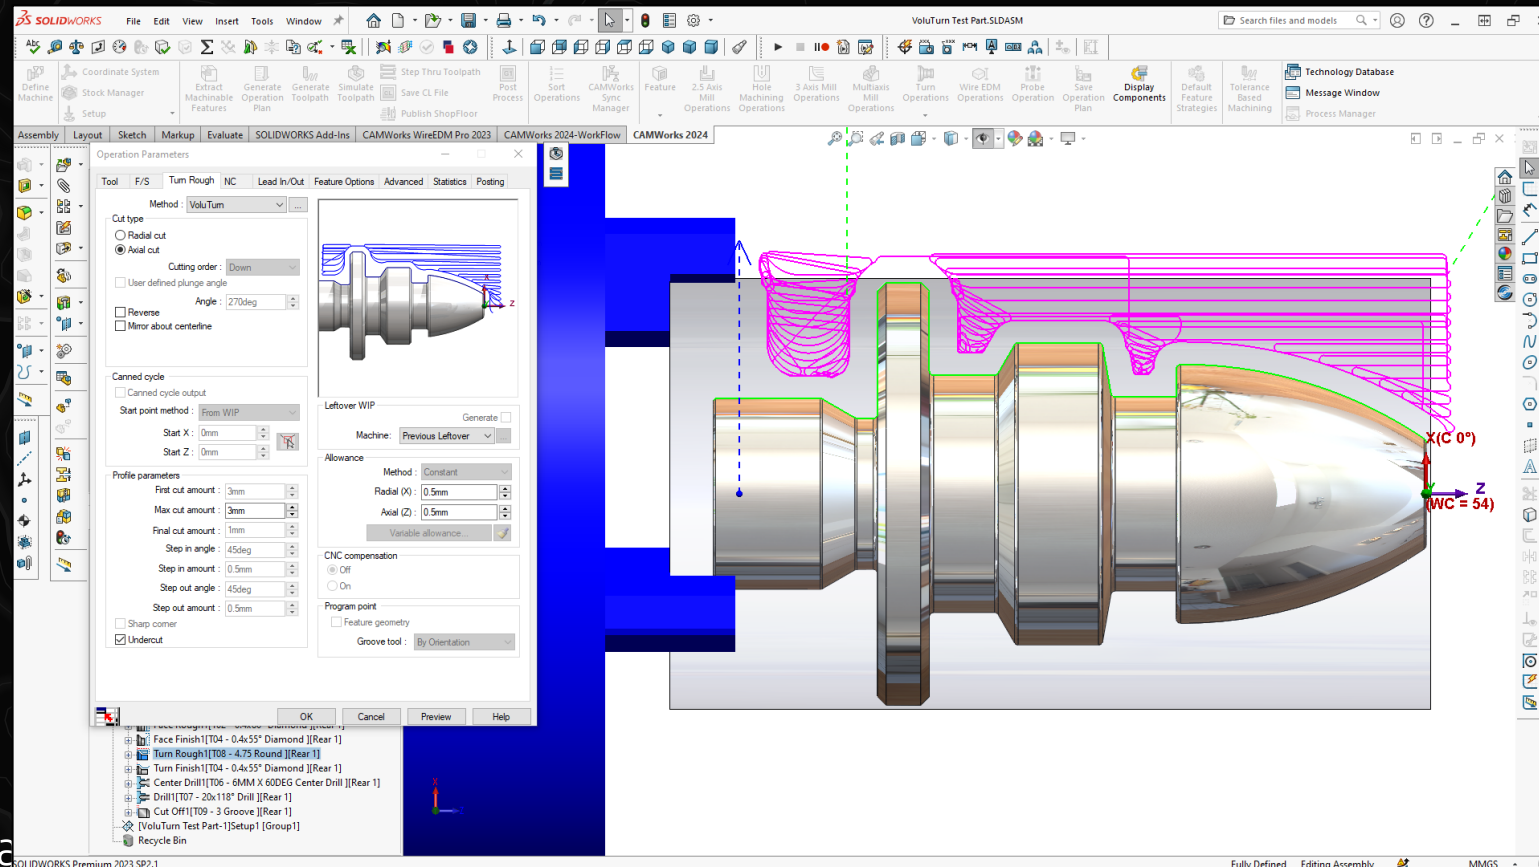 SOLIDWORKS File Edit View Insert Tools Window VoluTurn Test Part.SLDASM Search files and models
Define Machine
Coordinate System
Stock Manager
Setup
Extract Machinable Features
Generate Operation Plan
Generate Toolpath
Simulate Toolpath
Step Thru Toolpath
Save CL File
Publish ShopFloor
Post Process
Sort Operations
CAMWorks Sync Manager
Feature
2.5 Axis Mill Operations
Hole Machining Operations
3 Axis Mill Operations
Multiaxis Mill Operations
Turn Operations
Wire EDM Operations
Probe Operations
Save Operation Plan
Display Components
Default Feature Strategies
Tolerance Based Machining
Technology Database
Message Window
Process Manager
Assembly Layout Sketch Markup Evaluate SOLIDWORKS Add-Ins CAMWorks WireEDM Pro 2023 CAMWorks 2024-WorkFlow CAMWorks 2024
Operation Parameters
Tool F/S Turn Rough NC Lead In/Out Feature Options Advanced Statistics Posting
Method : VoluTurn ...
Cut type
Radial cut
Axial cut
Cutting order : Down
User defined plunge angle
Angle : 270deg
Reverse
Mirror about centerline
Canned cycle
Canned cycle output
Start point method : From WIP
Start X : 0mm
Start Z : 0mm
Profile parameters
First cut amount : 3mm
Max cut amount : 3mm
Final cut amount : 1mm
Step in angle : 45deg
Step in amount : 0.5mm
Step out angle : 45deg
Step out amount : 0.5mm
Sharp corner
Undercut
X
Z
Leftover WIP
Generate
Machine: Previous Leftover ...
Allowance
Method : Constant
Radial (X) : 0.5mm
Axial (Z) : 0.5mm
Variable allowance...
CNC compensation
Off
On
Program point
Feature geometry
Groove tool : By Orientation
OK Cancel Preview Help
Face Finish1[T04 - 0.4x55° Diamond ][Rear 1]
Turn Rough1[T08 - 4.75 Round ][Rear 1]
Turn Finish1[T04 - 0.4x55° Diamond ][Rear 1]
Center Drill1[T06 - 6MM X 60DEG Center Drill ][Rear 1]
Drill1[T07 - 20x118° Drill ][Rear 1]
Cut Off1[T09 - 3 Groove ][Rear 1]
[VoluTurn Test Part-1]Setup1 [Group1]
Recycle Bin
X
X(C 0º)
Z
(WC = 54)
SOLIDWORKS Premium 2023 SP2.1 Fully Defined Editing Assembly MMGS